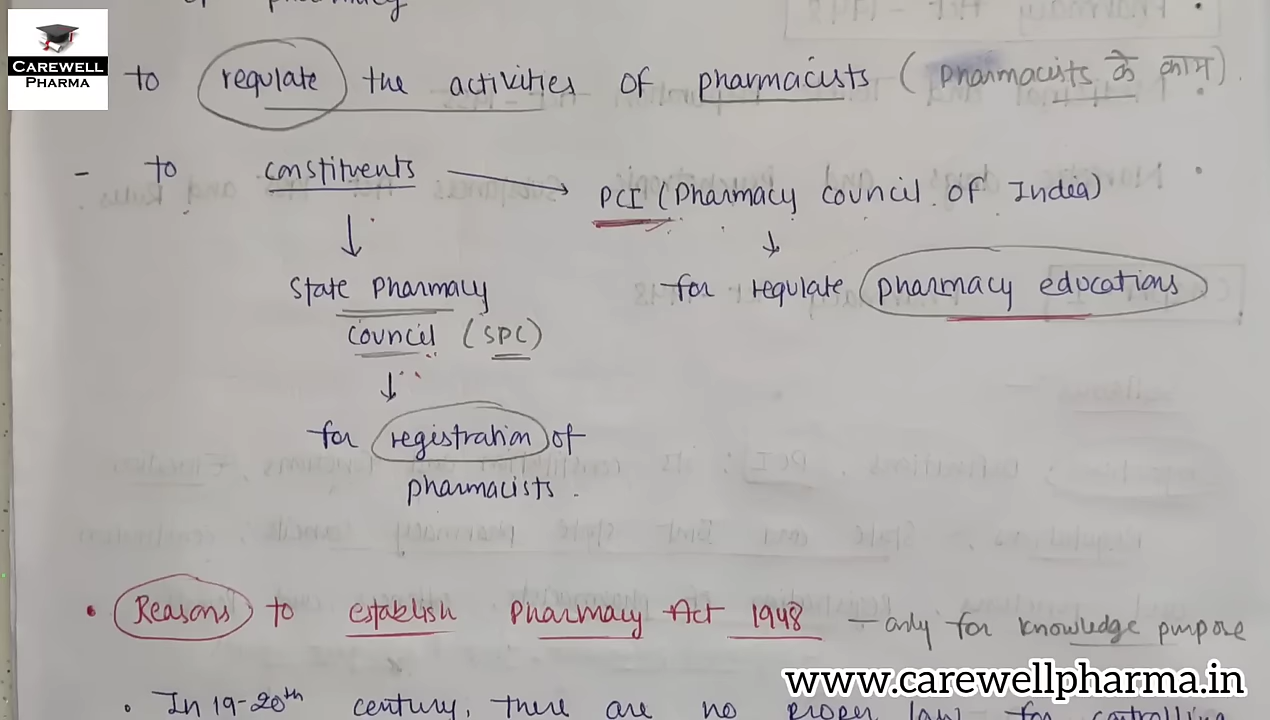 of pharmacy
CAREWELL
PHARMA
to regulate the activities of pharmacists ( pharmacists के काम ).
- to constituents → PCI (Pharmacy council of India)
↓ ↓
State Pharmacy for regulate pharmacy educations
Council (SPC)
↓
for registration of
pharmacists.
• Reasons to establish Pharmacy Act 1948 — only for knowledge purpose
www.carewellpharma.in
• In 19-20th century, there are no proper law for controlling